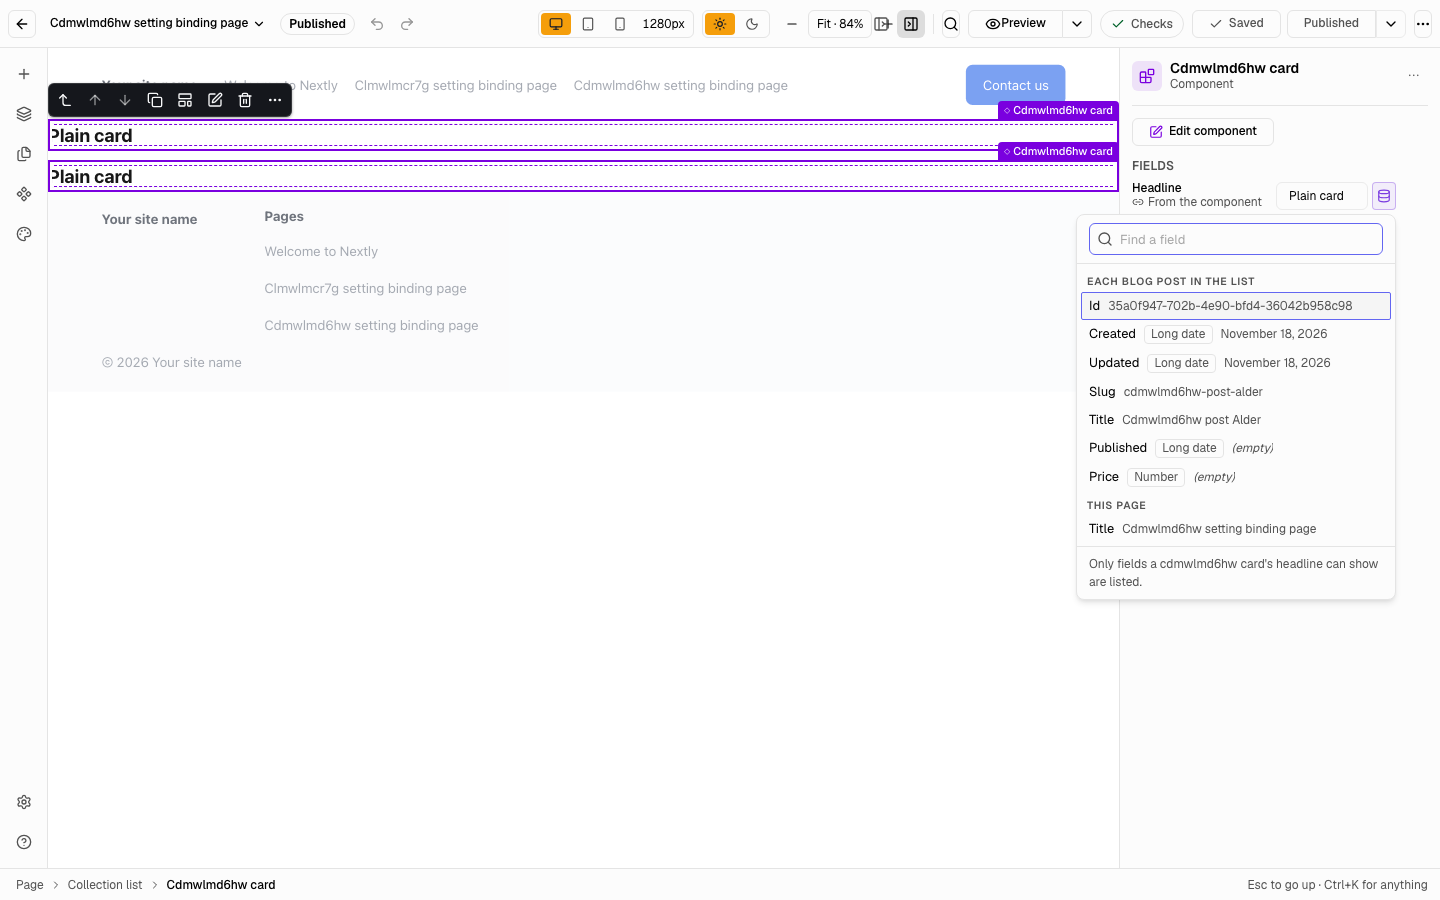 Cdmwlmd6hw setting binding page
Published
1280px
Fit · 84%
Preview
Checks
Saved
Published
Welcome to Nextly
Clmwlmcr7g setting binding page
Cdmwlmd6hw setting binding page
Contact us
Cdmwlmd6hw card
Plain card
Cdmwlmd6hw card
Plain card
Your site name
Pages
Welcome to Nextly
Clmwlmcr7g setting binding page
Cdmwlmd6hw setting binding page
© 2026 Your site name
Cdmwlmd6hw card
Component
Edit component
FIELDS
Headline
From the component
Plain card
Find a field
EACH BLOG POST IN THE LIST
Id 35a0f947-702b-4e90-bfd4-36042b958c98
Created Long date November 18, 2026
Updated Long date November 18, 2026
Slug cdmwlmd6hw-post-alder
Title Cdmwlmd6hw post Alder
Published Long date (empty)
Price Number (empty)
THIS PAGE
Title Cdmwlmd6hw setting binding page
Only fields a cdmwlmd6hw card's headline can show
are listed.
Page > Collection list > Cdmwlmd6hw card
Esc to go up · Ctrl+K for anything